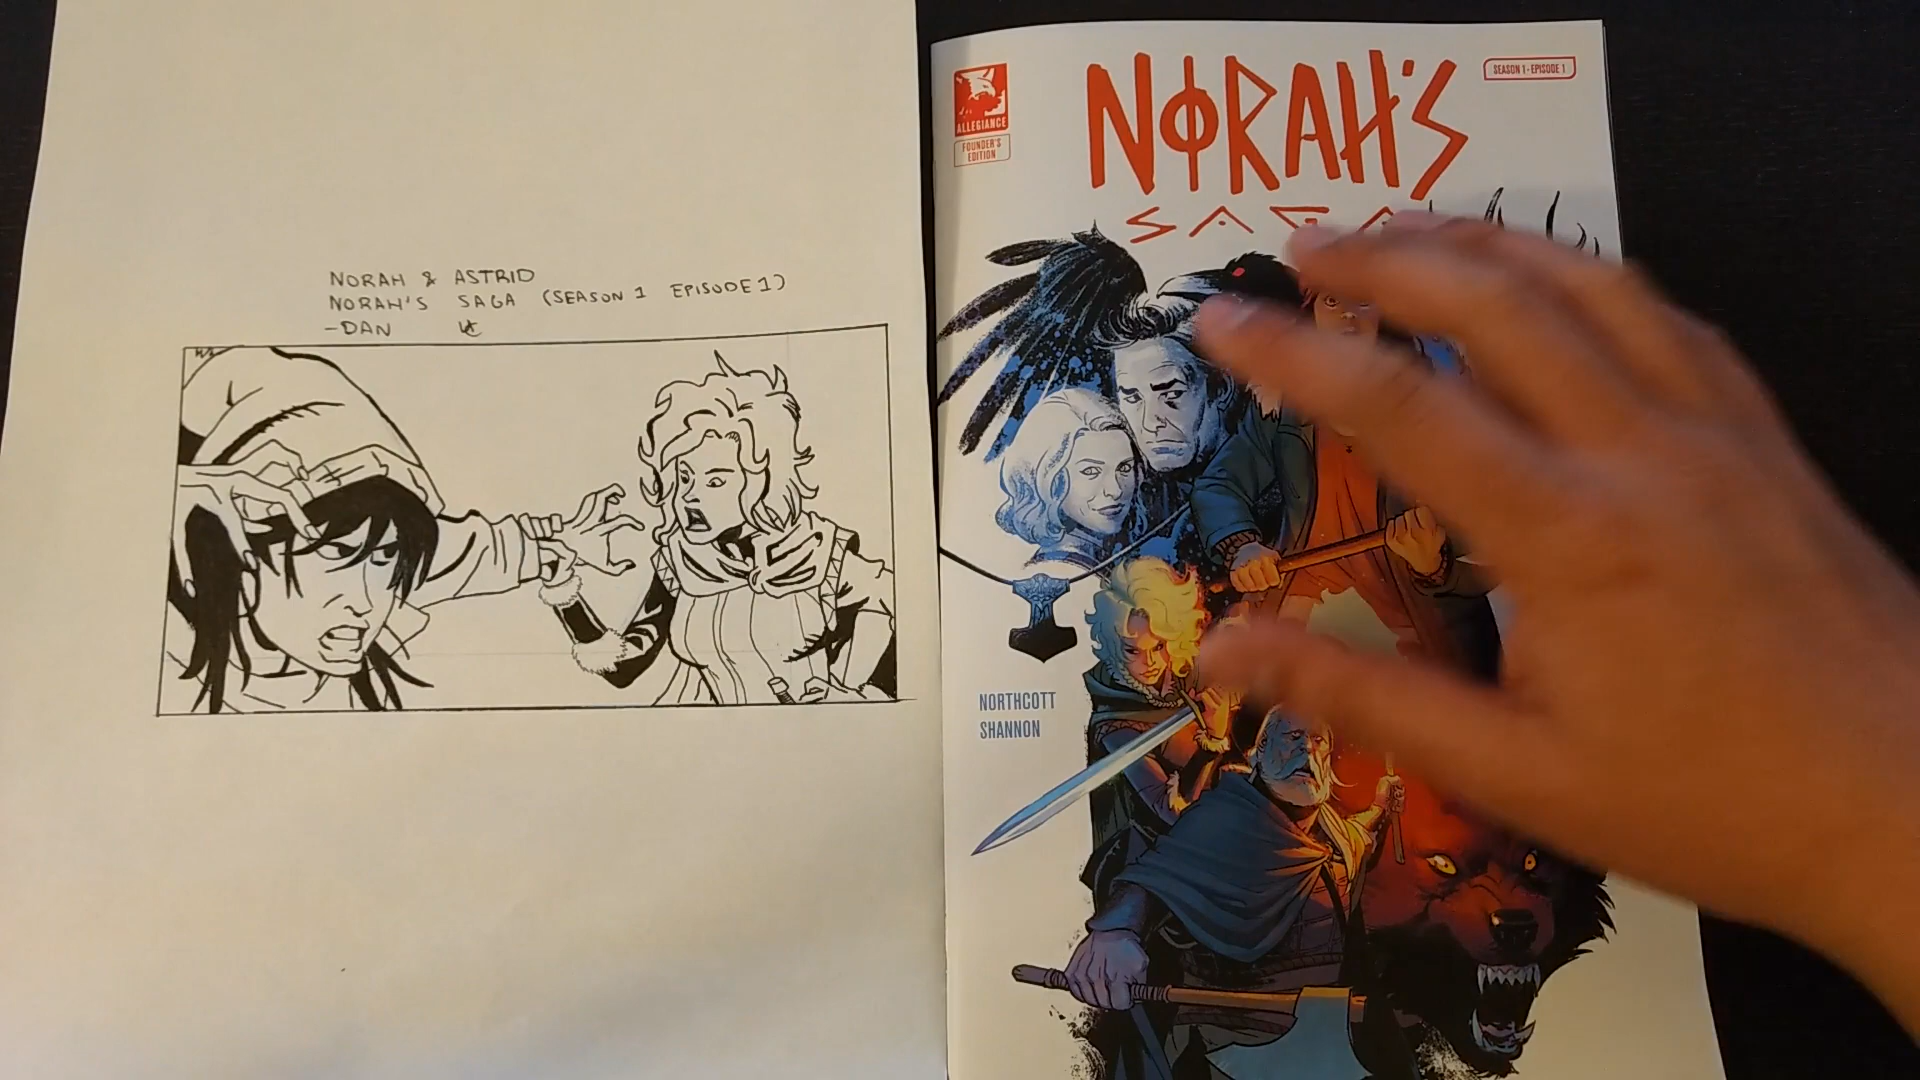 NORAH & ASTRID
NORAH'S SAGA (SEASON 1 EPISODE 1)
-DAN
ALLEGIANCE
FOUNDER'S
EDITION
NORAH'S
SAGA
SEASON 1 - EPISODE 1
NORTHCOTT
SHANNON